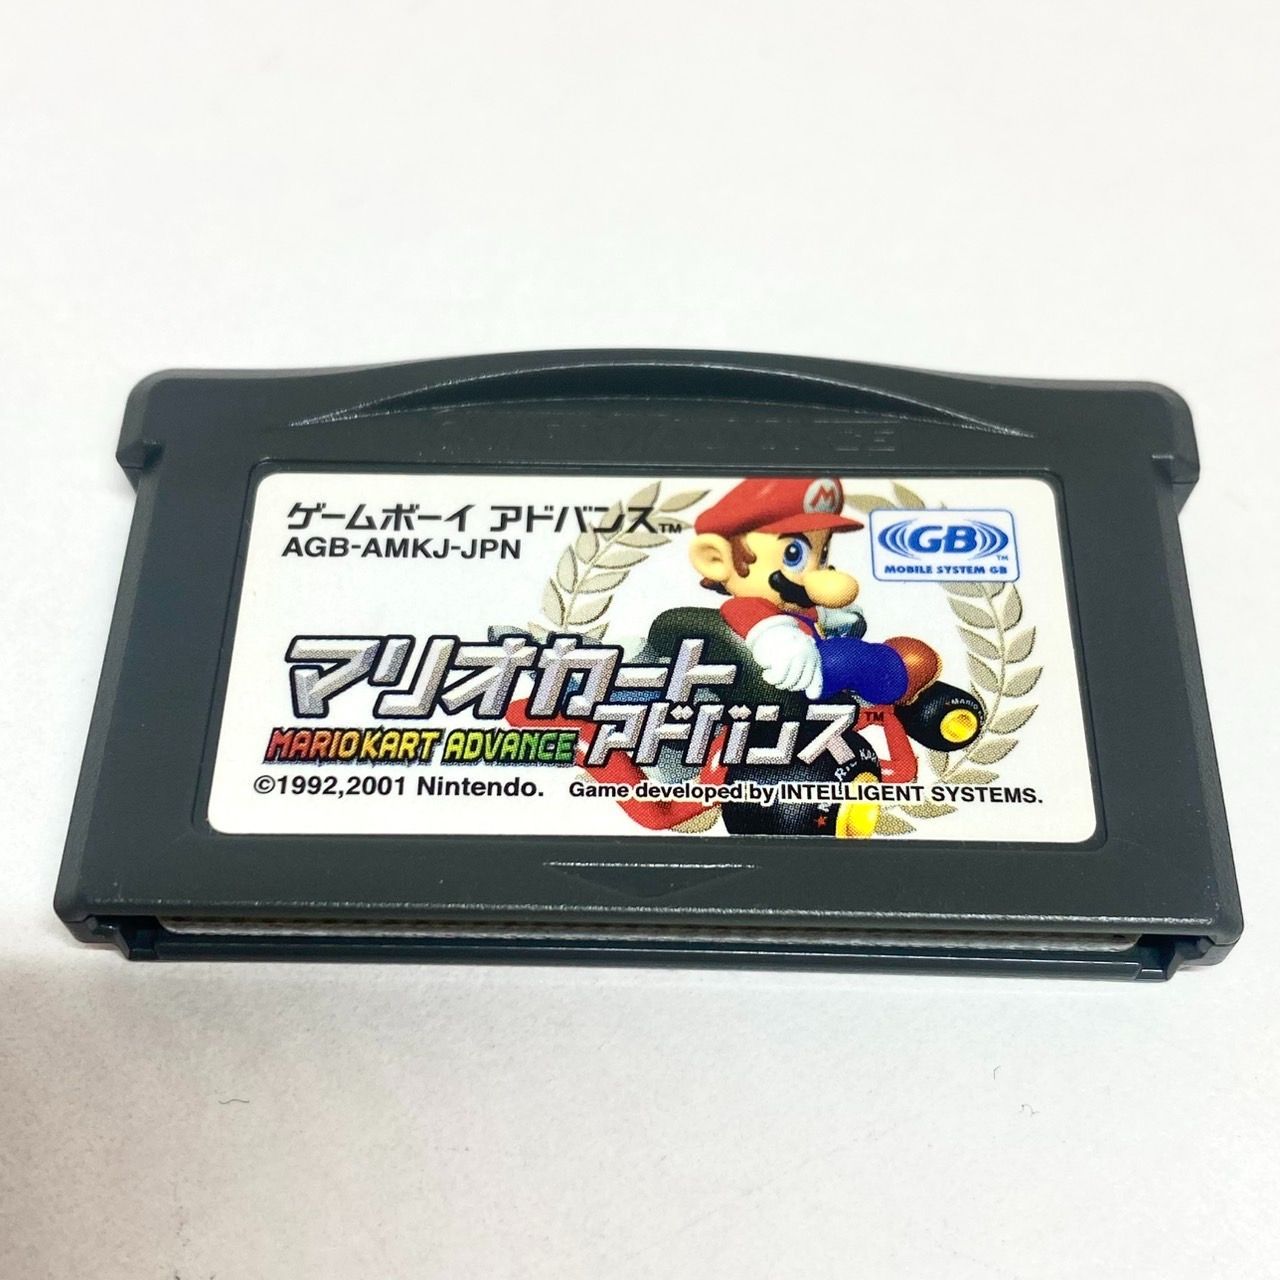 ゲームボーイ アドバンス™
AGB-AMKJ-JPN
M
GB™
MOBILE SYSTEM GB
マリオカート
MARIOKART ADVANCE アドバンス™
©1992,2001 Nintendo. Game developed by INTELLIGENT SYSTEMS.